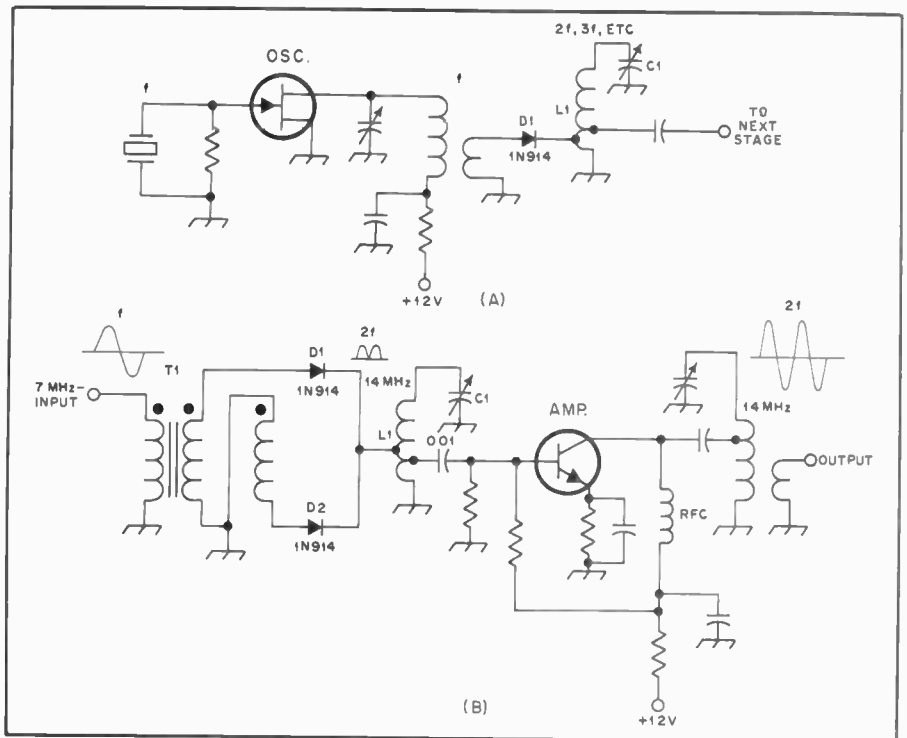 2f, 3f, ETC
OSC.
f
f
C1
L1
D1
1N914
TO
NEXT
STAGE
+12V
(A)
f
T1
7 MHz-
INPUT
D1
1N914
2f
14 MHz
C1
L1
001
D2
1N914
AMP.
2f
14 MHz
OUTPUT
RFC
+12V
(B)